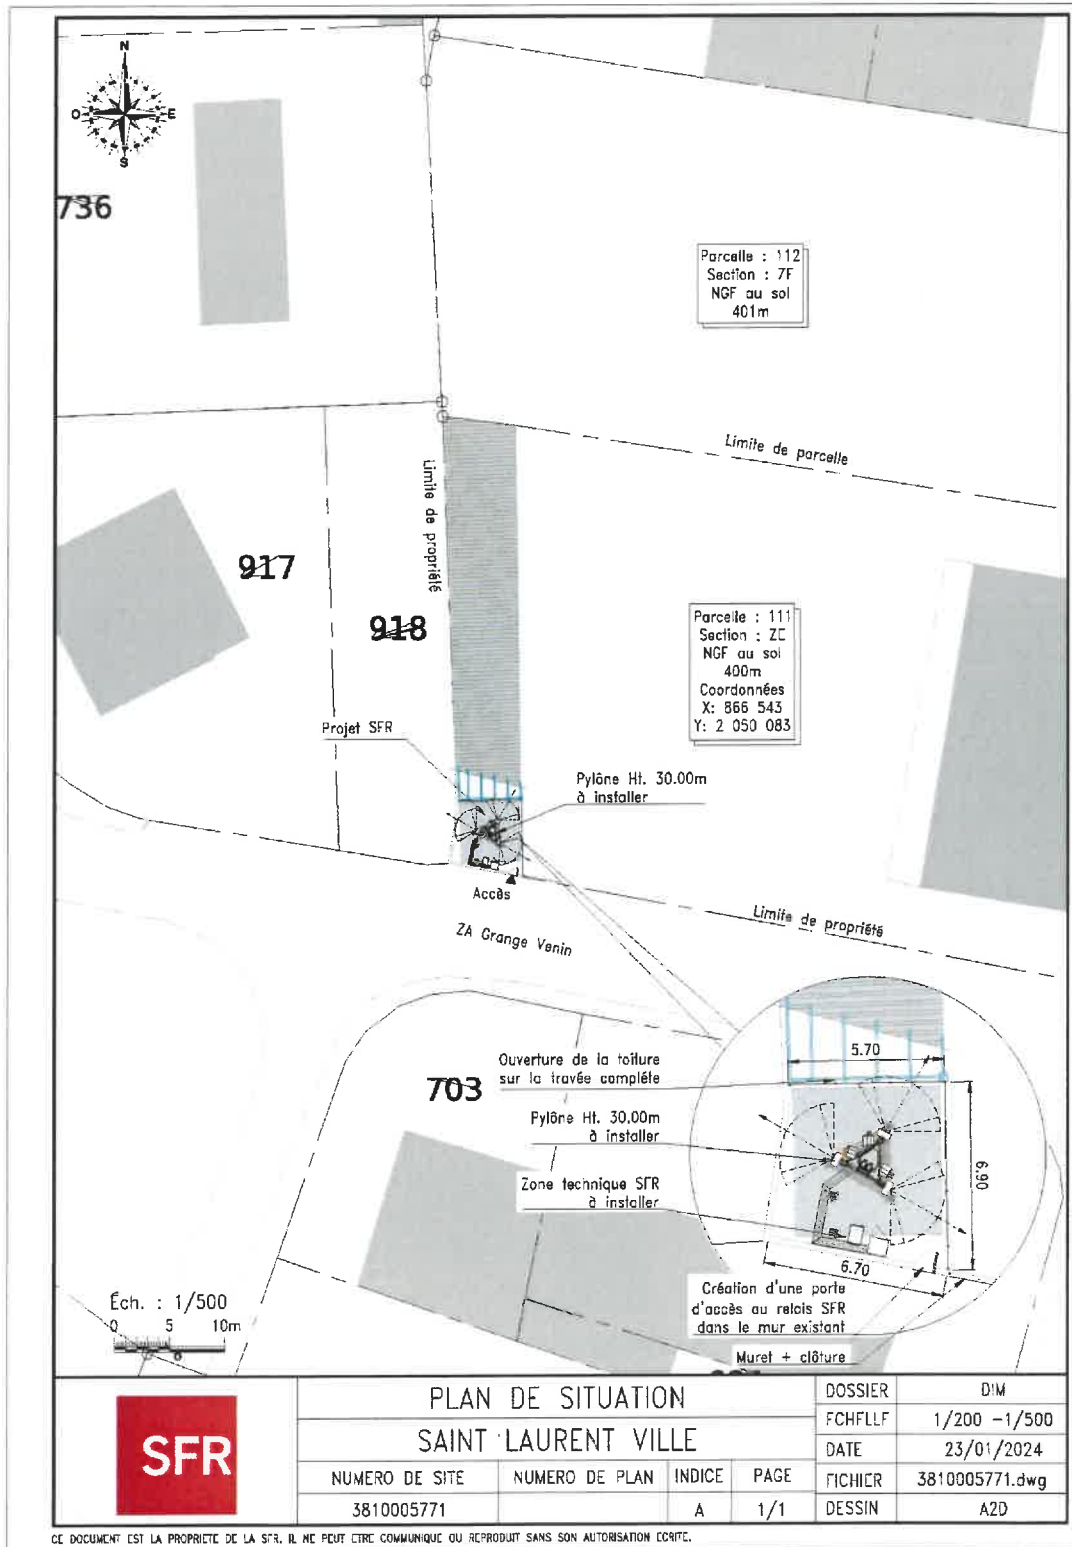 N
O
E
S
736
Parcelle : 112
Section : 7F
NGF au sol
401m
Limite de parcelle
Limite de propriété
917
918
Parcelle : 111
Section : ZC
NGF au sol
400m
Coordonnées
X: 866 543
Y: 2 050 083
Projet SFR
Pylône Ht. 30.00m
à installer
Accès
ZA Grange Venin
Limite de propriété
703
Ouverture de la toiture
sur la travée complète
5.70
Pylône Ht. 30.00m
à installer
Zone technique SFR
à installer
6.90
6.70
Création d'une porte
d'accès au relais SFR
dans le mur existant
Muret + clôture
Éch. : 1/500
0 5 10m
SFR
PLAN DE SITUATION
SAINT LAURENT VILLE
NUMERO DE SITE
NUMERO DE PLAN
INDICE
PAGE
3810005771
A
1/1
DOSSIER
DIM
ECHELLE
1/200 -1/500
DATE
23/01/2024
FICHIER
3810005771.dwg
DESSIN
A2D
CE DOCUMENT EST LA PROPRIETE DE LA SFR. IL NE PEUT ETRE COMMUNIQUE OU REPRODUIT SANS SON AUTORISATION ECRITE.